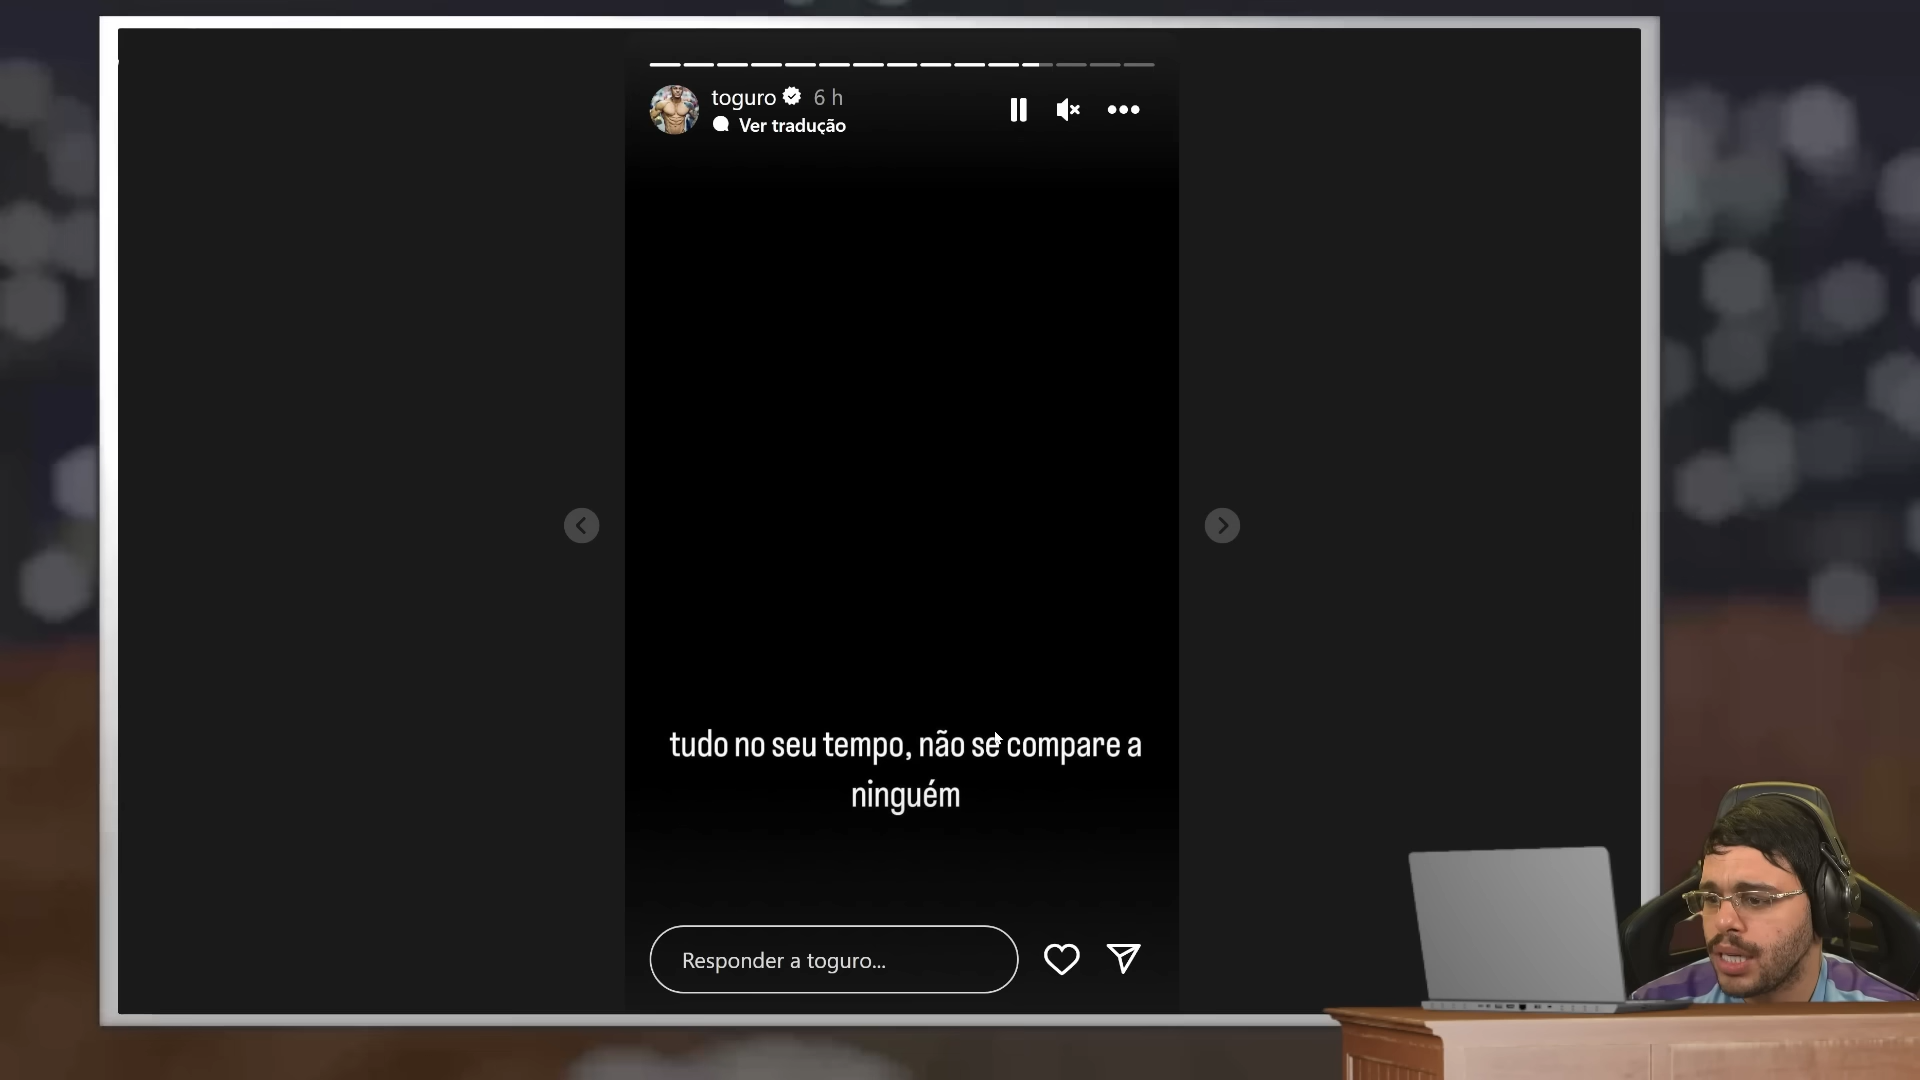 toguro 6 h
Ver tradução
tudo no seu tempo, não se compare a
ninguém
Responder a toguro...